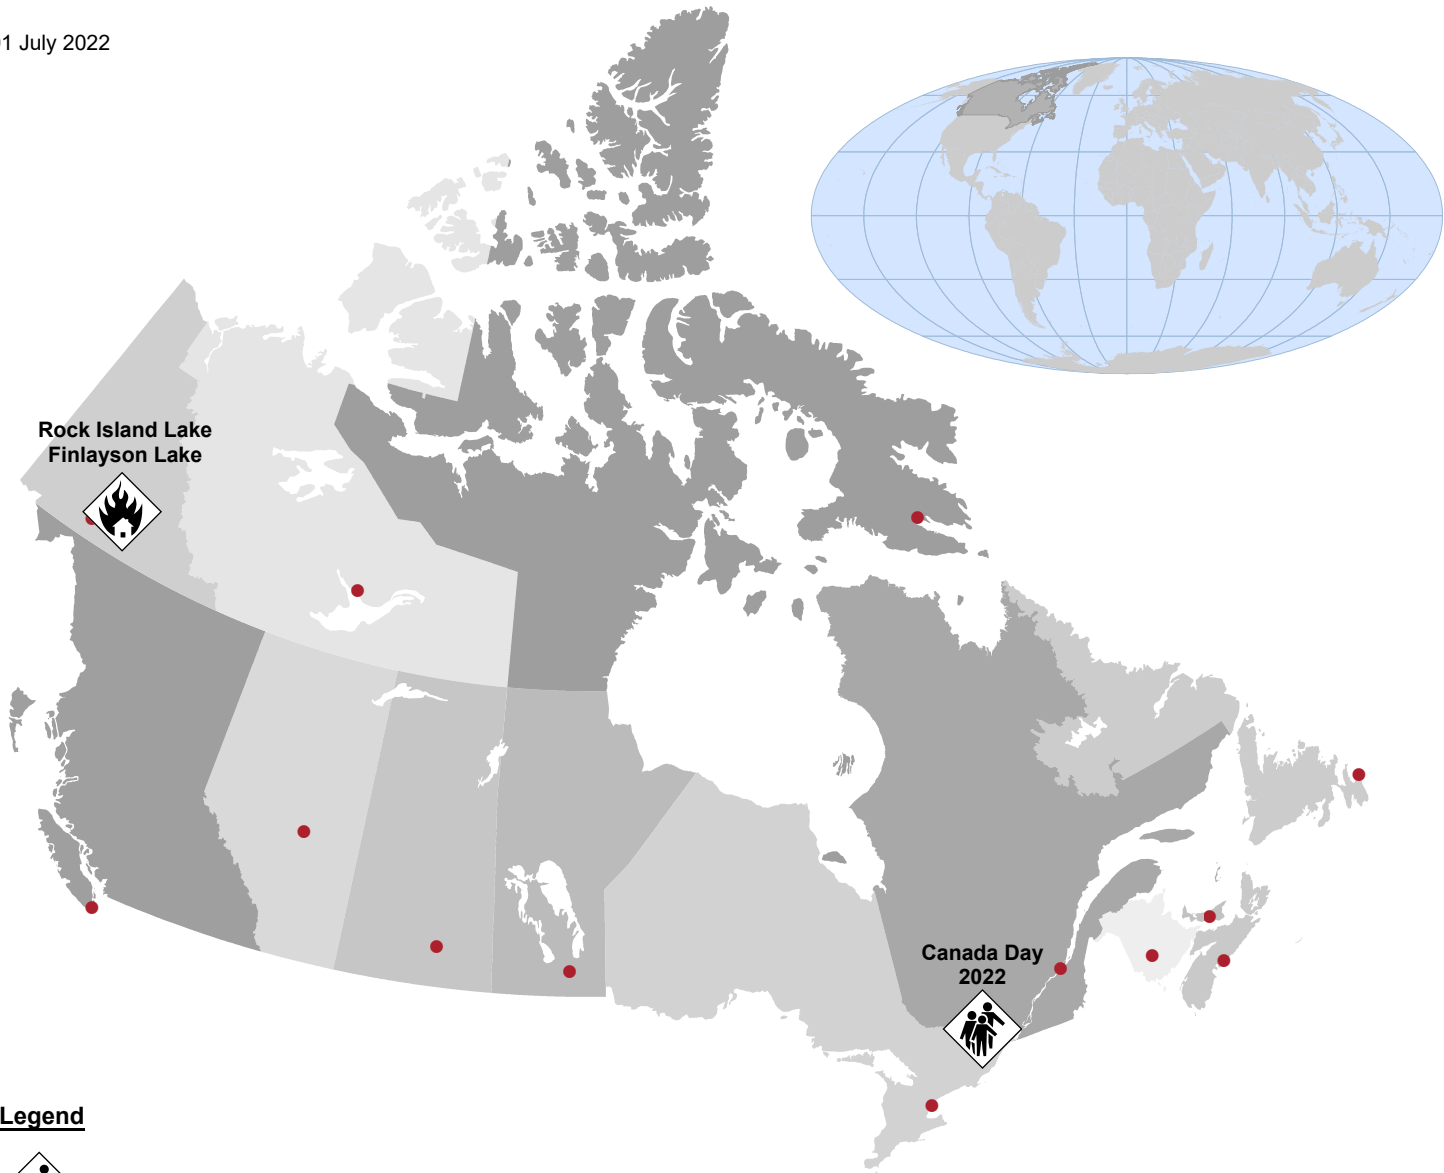 1 July 2022
Rock Island Lake
Finlayson Lake
Canada Day
2022
Legend